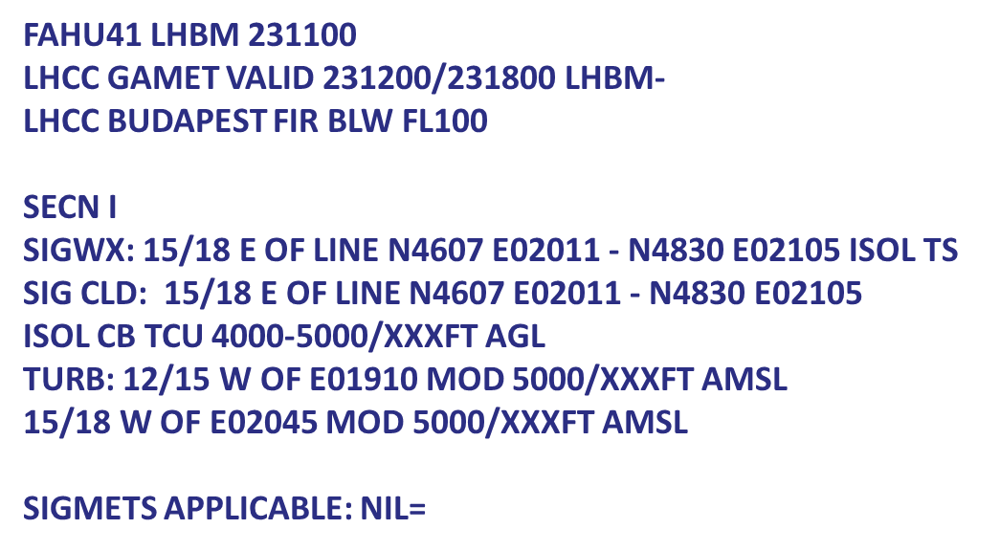 FAHU41 LHBM 231100
LHCC GAMET VALID 231200/231800 LHBM-
LHCC BUDAPEST FIR BLW FL100
SECN I
SIGWX: 15/18 E OF LINE N4607 E02011 - N4830 E02105 ISOL TS
SIG CLD: 15/18 E OF LINE N4607 E02011 - N4830 E02105
ISOL CB TCU 4000-5000/XXXFT AGL
TURB: 12/15 W OF E01910 MOD 5000/XXXFT AMSL
15/18 W OF E02045 MOD 5000/XXXFT AMSL
SIGMETS APPLICABLE: NIL=